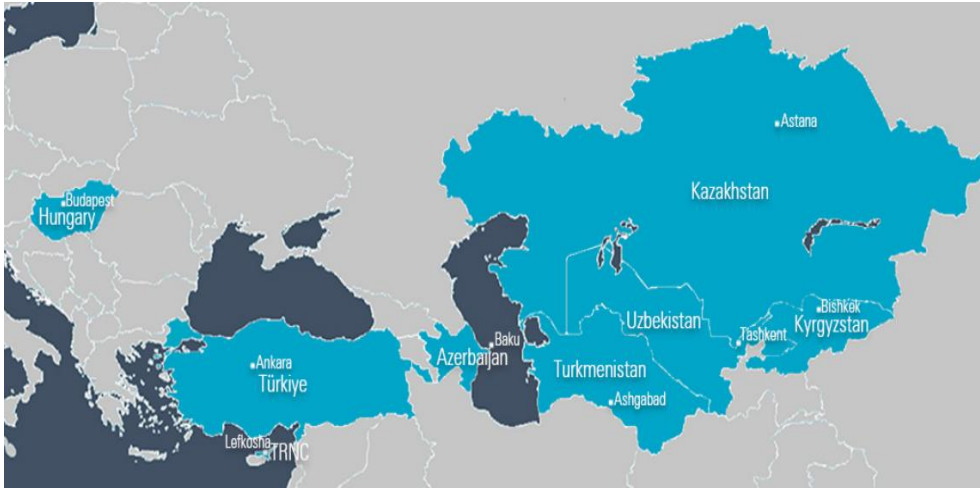 Astana
Kazakhstan
Budapest
Hungary
Bishkek
Kyrgyzstan
Uzbekistan
Tashkent
Baku
Azerbaijan
Turkmenistan
Ashgabad
Ankara
Türkiye
Lefkosha
TRNC